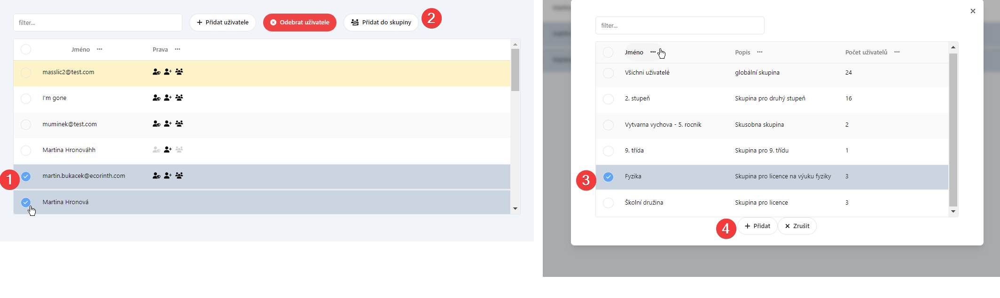 filter...
+ Přidat uživatele
Odebrat uživatele
Přidat do skupiny
2
Jméno ···
Prava ···
masslic2@test.com
I'm gone
muminek@test.com
Martina Hronováhh
1
martin.bukacek@ecorinth.com
Martina Hronová
filter...
Jméno ··· Popis ··· Počet uživatelů ···
Všichni uživatelé globální skupina 24
2. stupeň Skupina pro druhý stupeň 16
Vytvarna vychova - 5. rocnik Skusobna skupina 2
9. třída Skupina pro 9. třídu 1
3
Fyzika Skupina pro licence na výuku fyziky 3
Školní družina Skupina pro licence 3
4
+ Přidat
× Zrušit